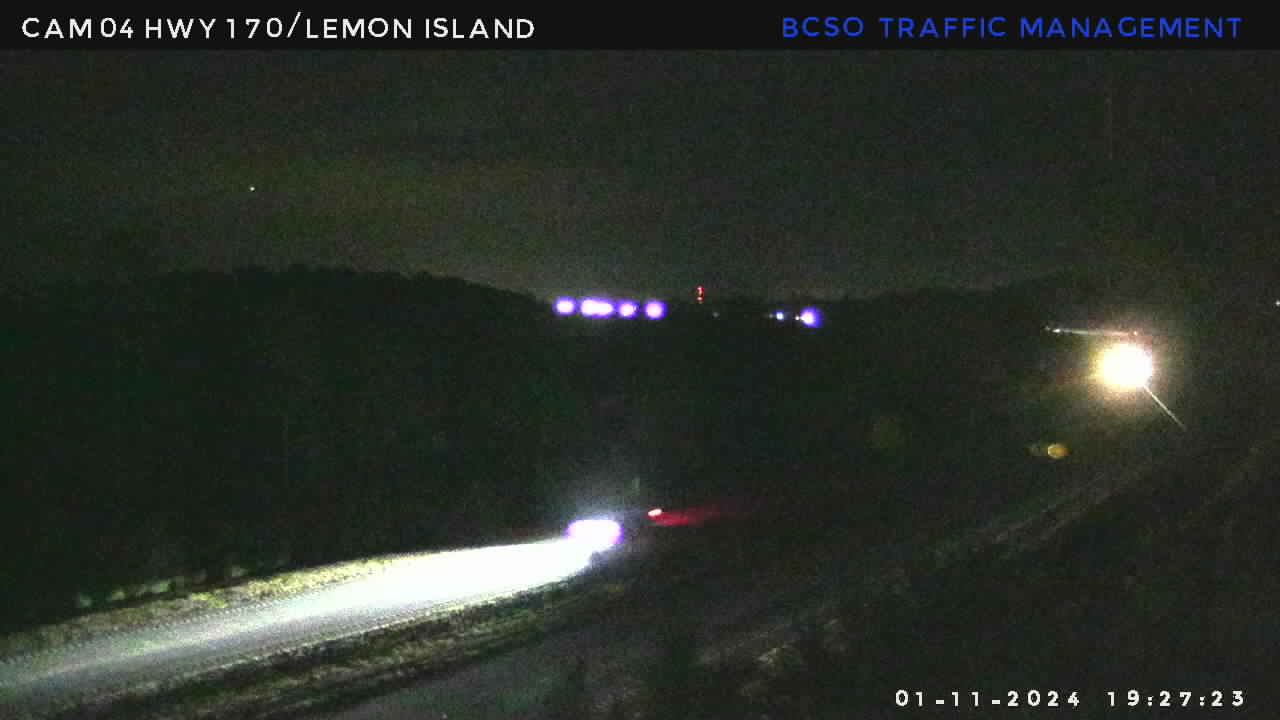 CAM04 HWY 170/LEMON ISLAND
BCSO TRAFFIC MANAGEMENT
01-11-2024 19:27:23